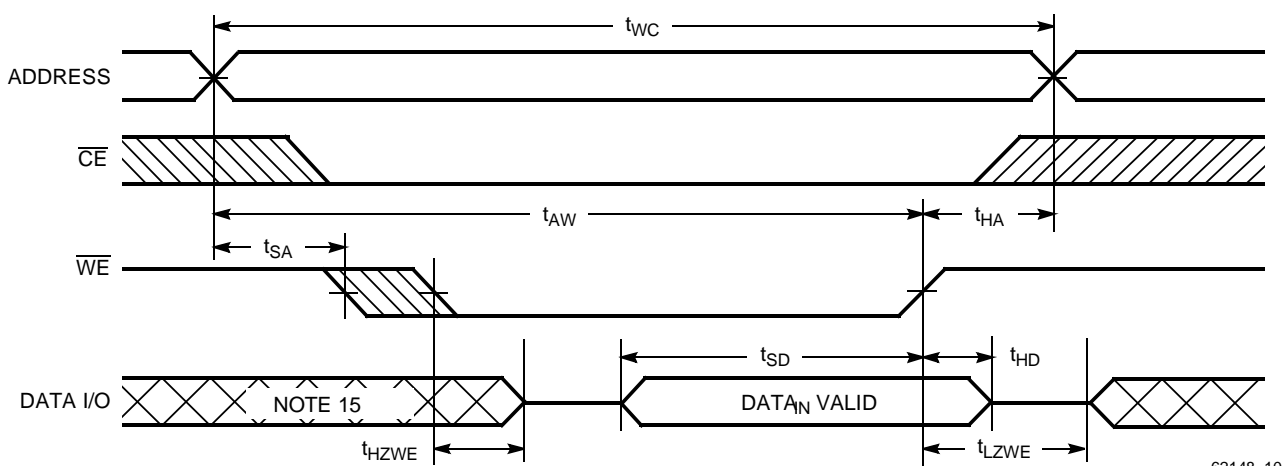 tWC
ADDRESS
CE
tAW
tHA
tSA
WE
tSD
tHD
DATA I/O
NOTE 15
DATAIN VALID
tHZWE
tLZWE